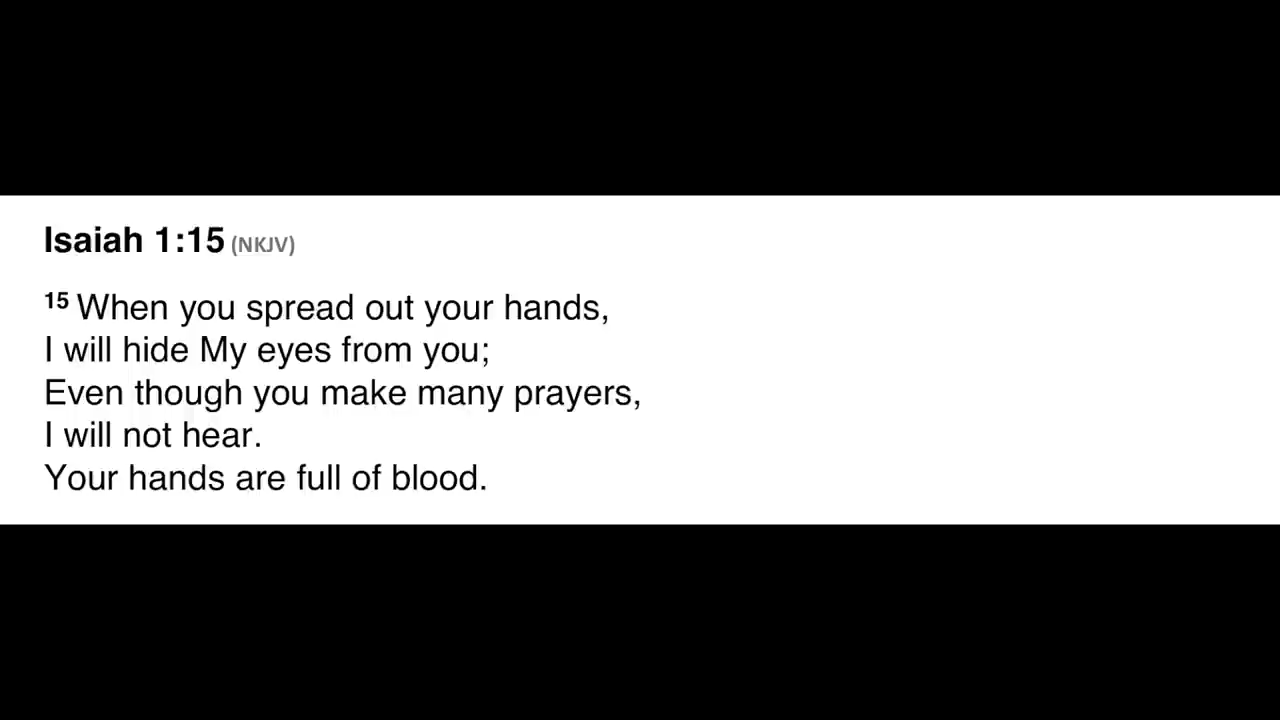 Isaiah 1:15 (NKJV)
15 When you spread out your hands,
I will hide My eyes from you;
Even though you make many prayers,
I will not hear.
Your hands are full of blood.